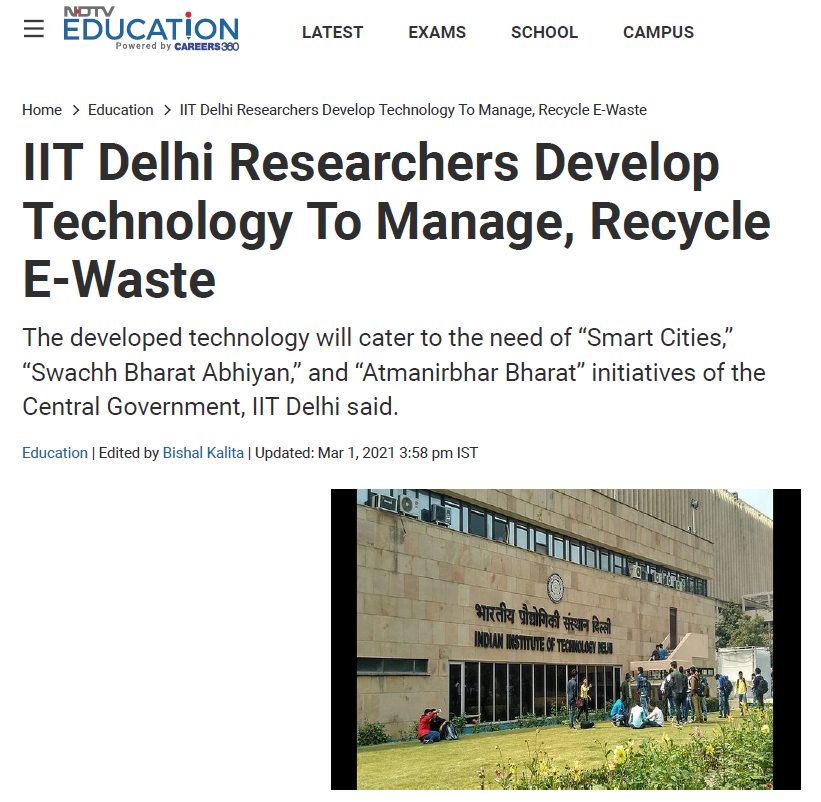 NDTV
EDUCATION
Powered by CAREERS360
LATEST EXAMS SCHOOL CAMPUS
Home > Education > IIT Delhi Researchers Develop Technology To Manage, Recycle E-Waste
IIT Delhi Researchers Develop
Technology To Manage, Recycle
E-Waste
The developed technology will cater to the need of “Smart Cities,”
“Swachh Bharat Abhiyan,” and “Atmanirbhar Bharat” initiatives of the
Central Government, IIT Delhi said.
Education | Edited by Bishal Kalita | Updated: Mar 1, 2021 3:58 pm IST
भारतीय प्रौद्योगिकी संस्थान दिल्ली
INDIAN INSTITUTE OF TECHNOLOGY DELHI